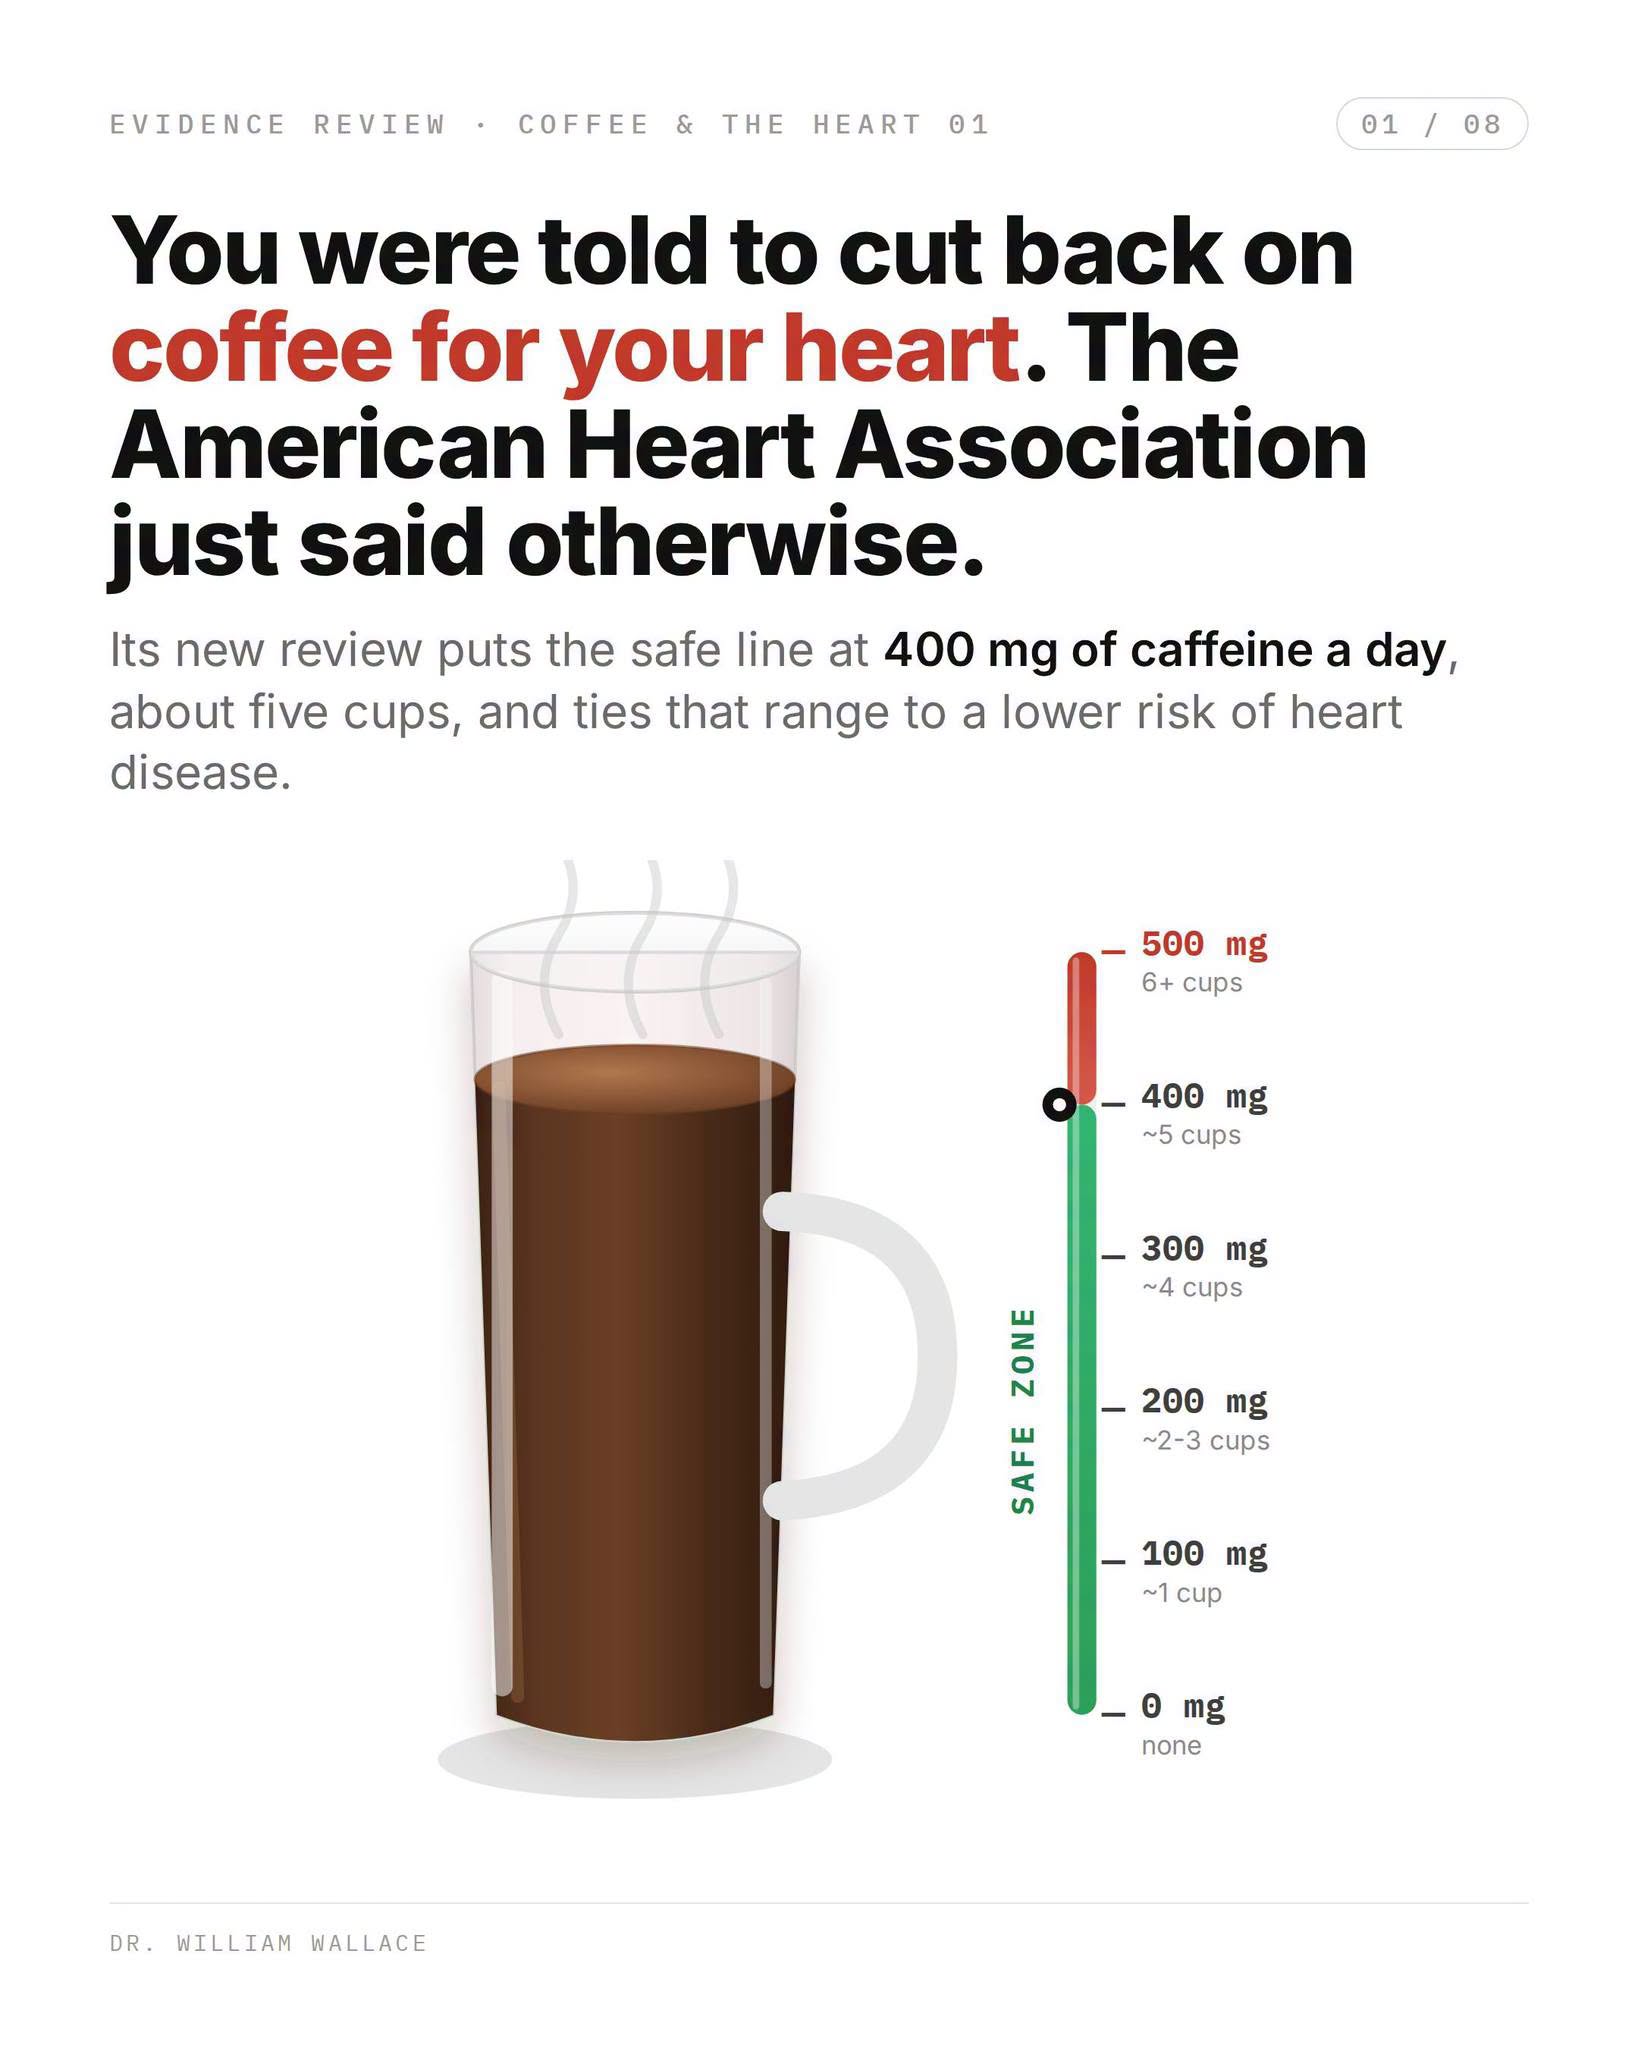 EVIDENCE REVIEW · COFFEE & THE HEART 01
01 / 08
You were told to cut back on
coffee for your heart. The
American Heart Association
just said otherwise.
Its new review puts the safe line at 400 mg of caffeine a day,
about five cups, and ties that range to a lower risk of heart
disease.
500 mg
6+ cups
400 mg
~5 cups
300 mg
~4 cups
SAFE ZONE
200 mg
~2-3 cups
100 mg
~1 cup
0 mg
none
DR. WILLIAM WALLACE